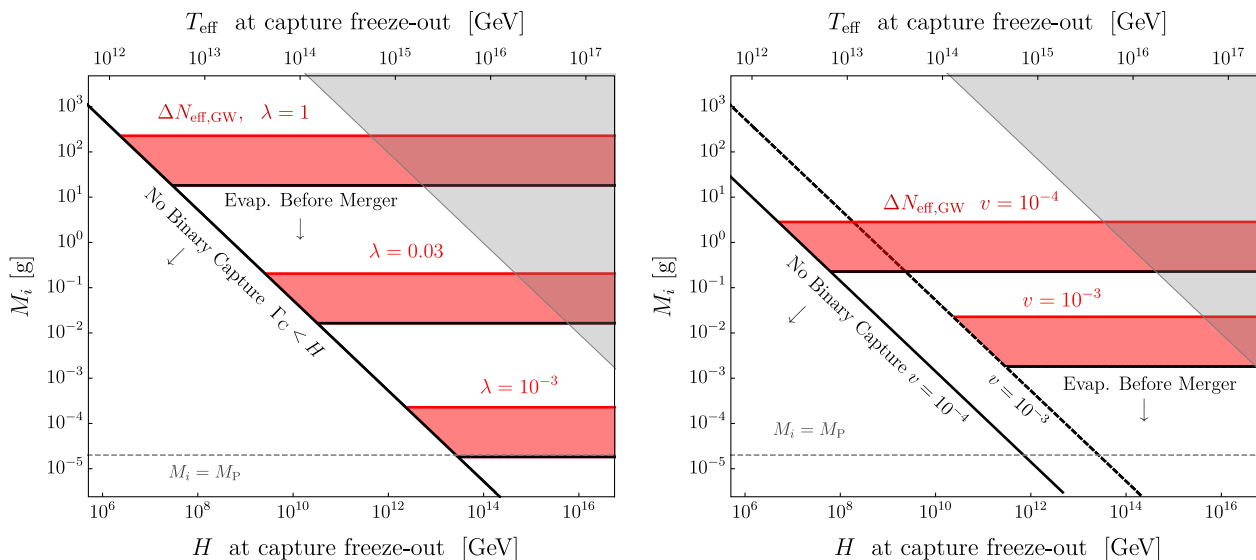 T_eff at capture freeze-out [GeV]
10^12 10^13 10^14 10^15 10^16 10^17
M_i [g]
10^3
10^2
10^1
10^0
10^-1
10^-2
10^-3
10^-4
10^-5
ΔN_eff,GW, λ = 1
Evap. Before Merger
↓
No Binary Capture Γ_C < H
↓
λ = 0.03
λ = 10^-3
M_i = M_P
10^6 10^8 10^10 10^12 10^14 10^16
H at capture freeze-out [GeV]
T_eff at capture freeze-out [GeV]
10^12 10^13 10^14 10^15 10^16 10^17
M_i [g]
10^3
10^2
10^1
10^0
10^-1
10^-2
10^-3
10^-4
10^-5
ΔN_eff,GW v = 10^-4
No Binary Capture v = 10^-4
v = 10^-3
v = 10^-3
Evap. Before Merger
↓
M_i = M_P
10^6 10^8 10^10 10^12 10^14 10^16
H at capture freeze-out [GeV]